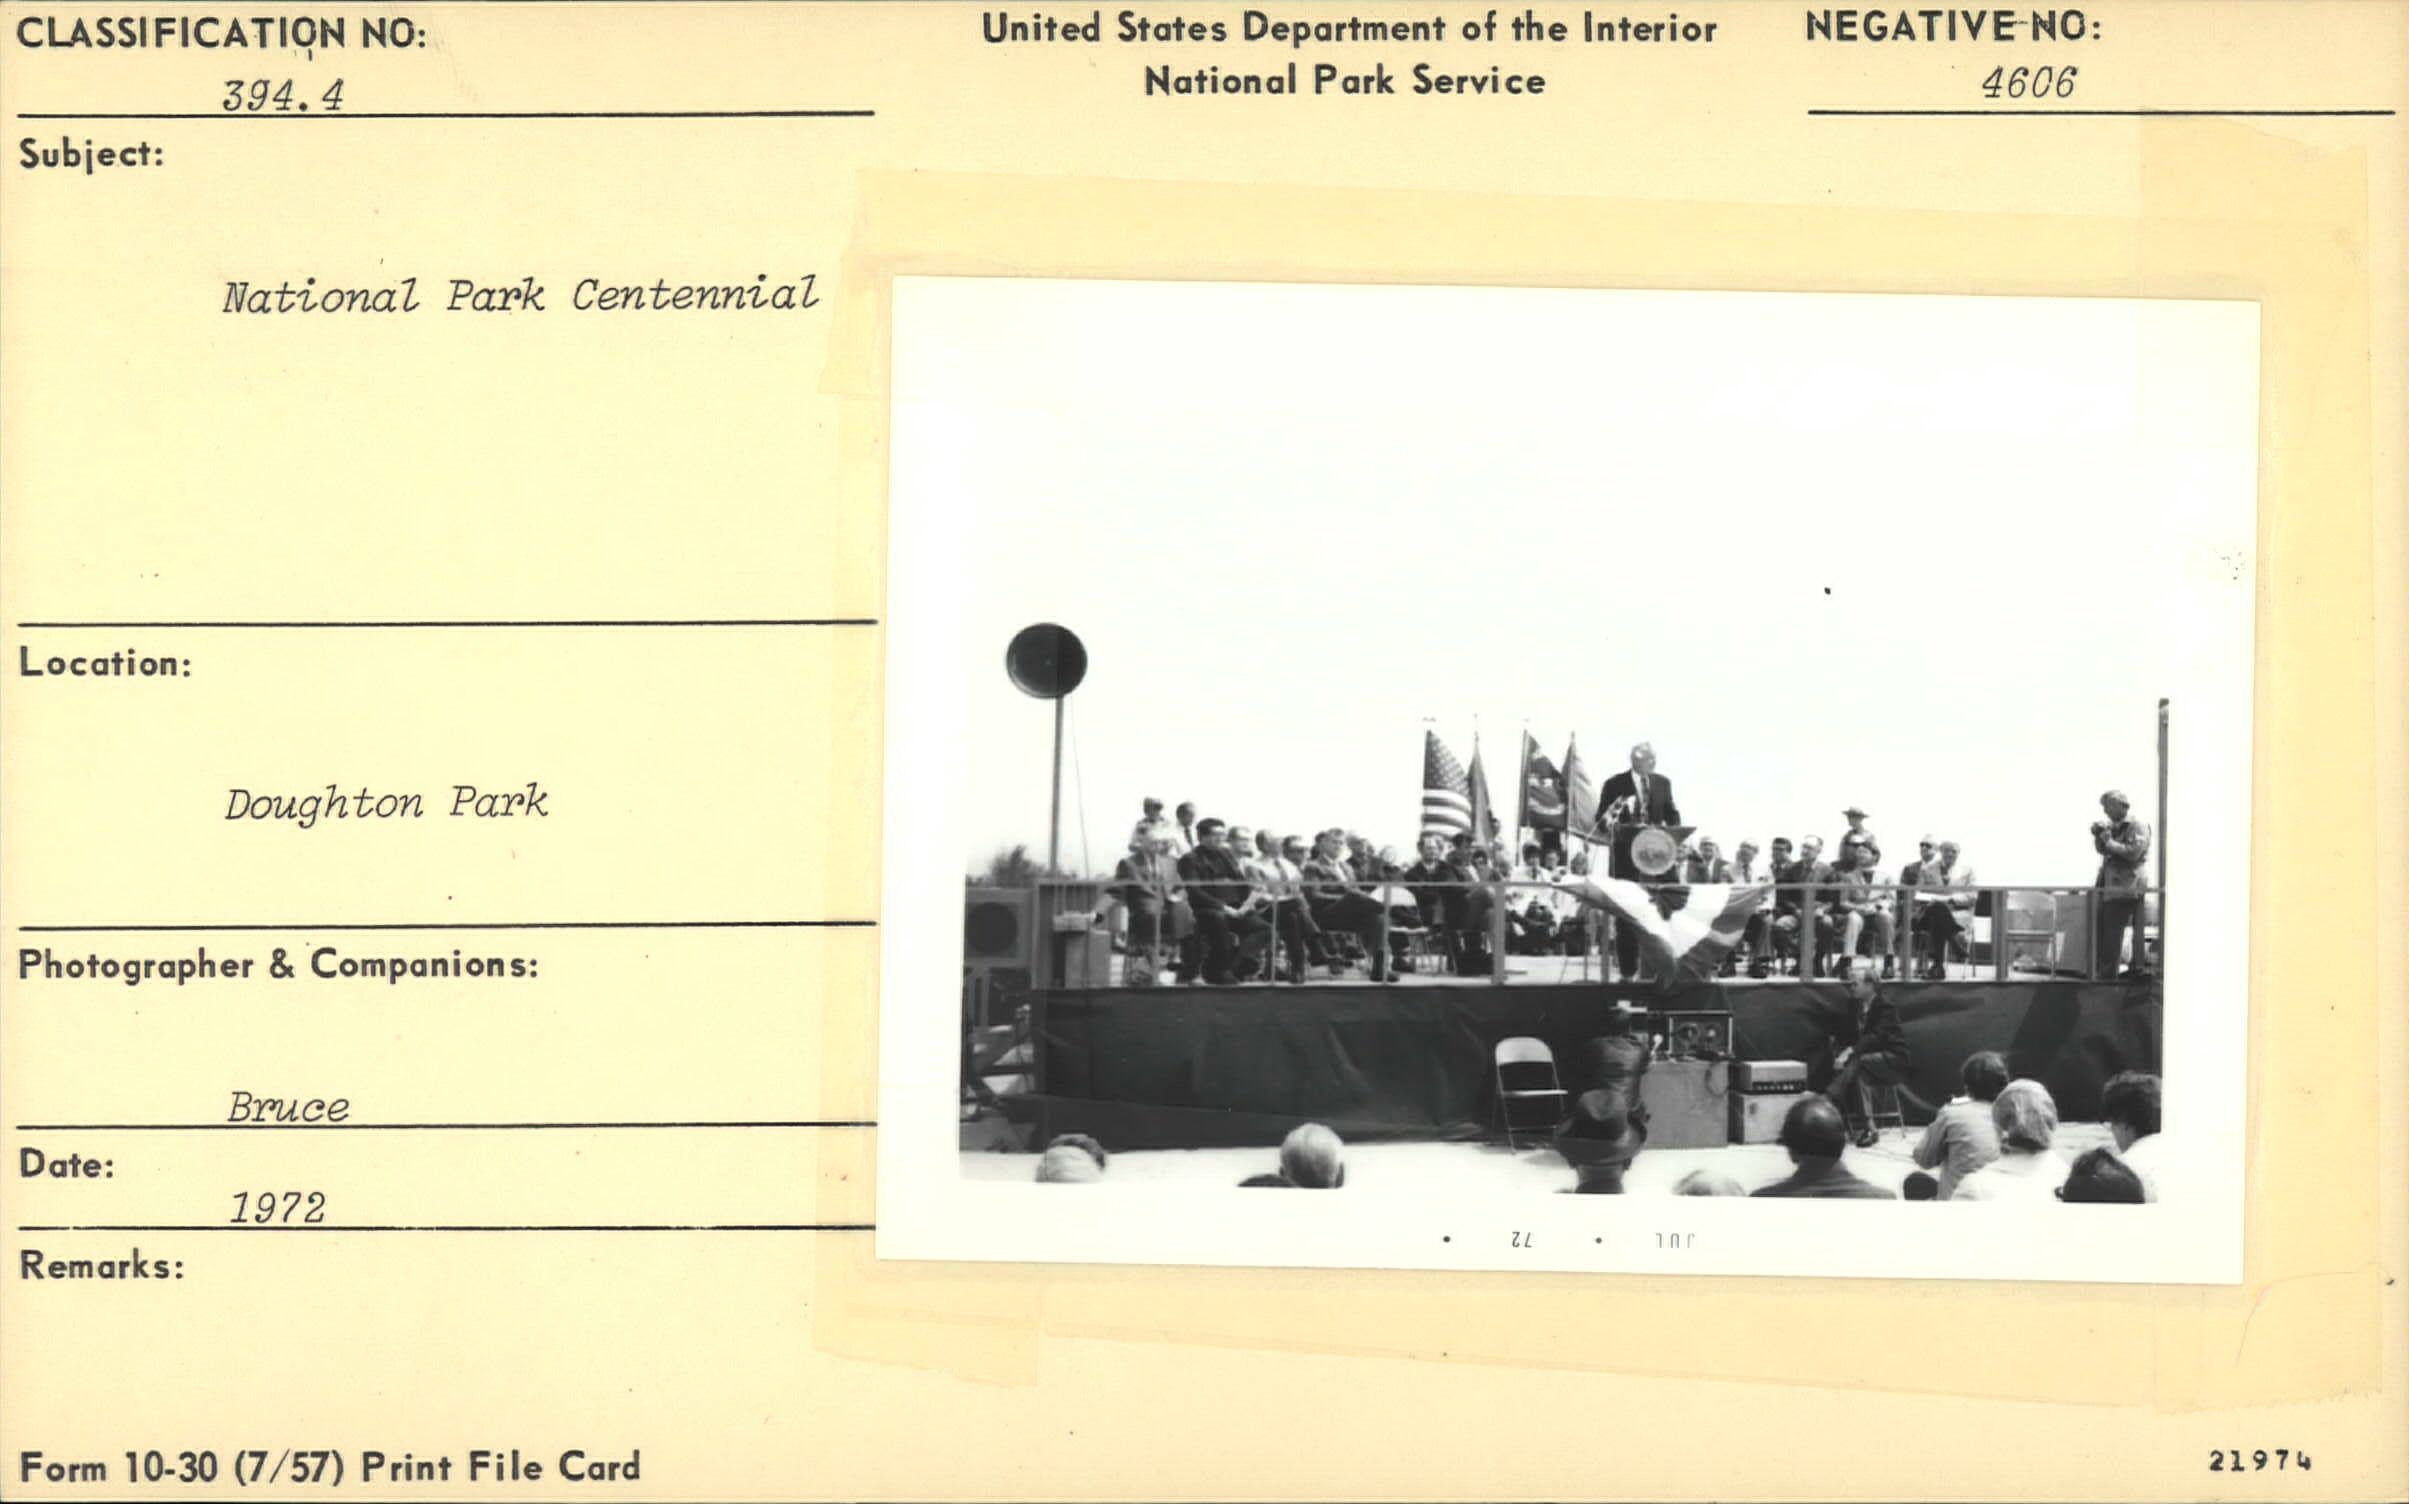 CLASSIFICATION NO:
394.4
United States Department of the Interior
National Park Service
NEGATIVE NO:
4606
Subject:
National Park Centennial
Location:
Doughton Park
Photographer & Companions:
Bruce
Date:
1972
Remarks:
JUL • 72 •
Form 10-30 (7/57) Print File Card
21974